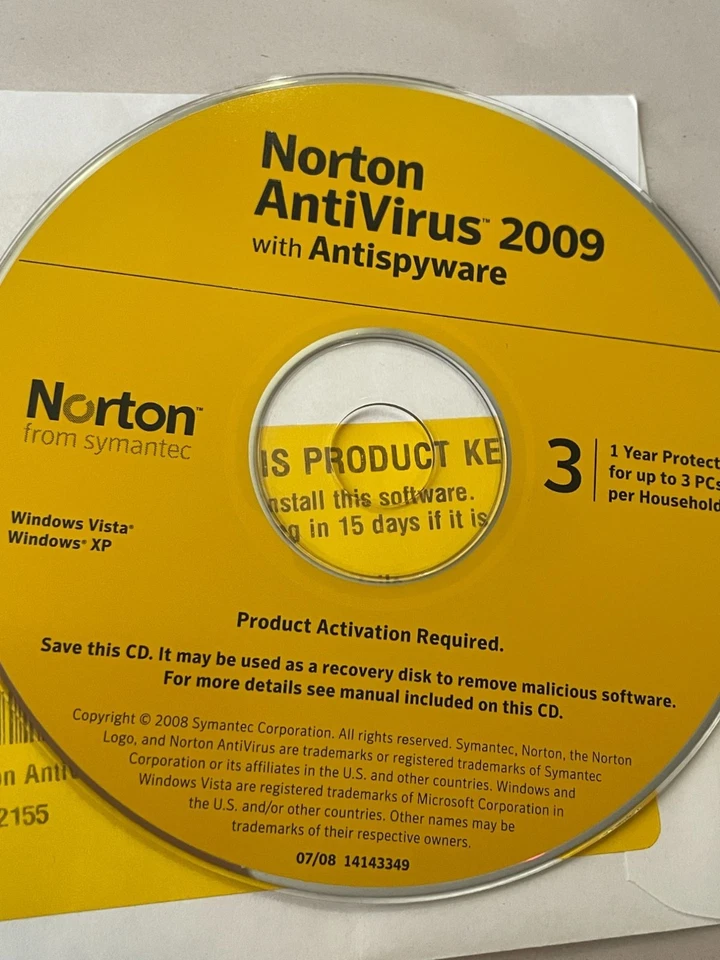 Norton
AntiVirus™ 2009
with Antispyware
Norton™
from symantec
Windows Vista®
Windows® XP
IS PRODUCT KE
nstall this software.
g in 15 days if it is
3
1 Year Protect
for up to 3 PCs
per Household
Product Activation Required.
Save this CD. It may be used as a recovery disk to remove malicious software.
For more details see manual included on this CD.
Copyright © 2008 Symantec Corporation. All rights reserved. Symantec, Norton, the Norton
Logo, and Norton AntiVirus are trademarks or registered trademarks of Symantec
Corporation or its affiliates in the U.S. and other countries. Windows and
Windows Vista are registered trademarks of Microsoft Corporation in
the U.S. and/or other countries. Other names may be
trademarks of their respective owners.
07/08 14143349
n Antiv
2155